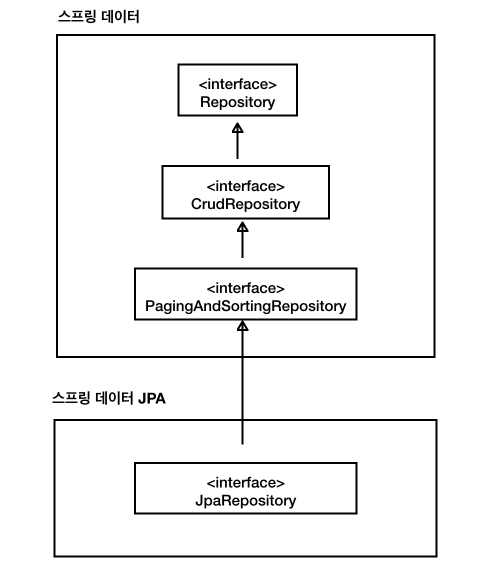 스프링 데이터
<interface>
Repository
<interface>
CrudRepository
<interface>
PagingAndSortingRepository
스프링 데이터 JPA
<interface>
JpaRepository